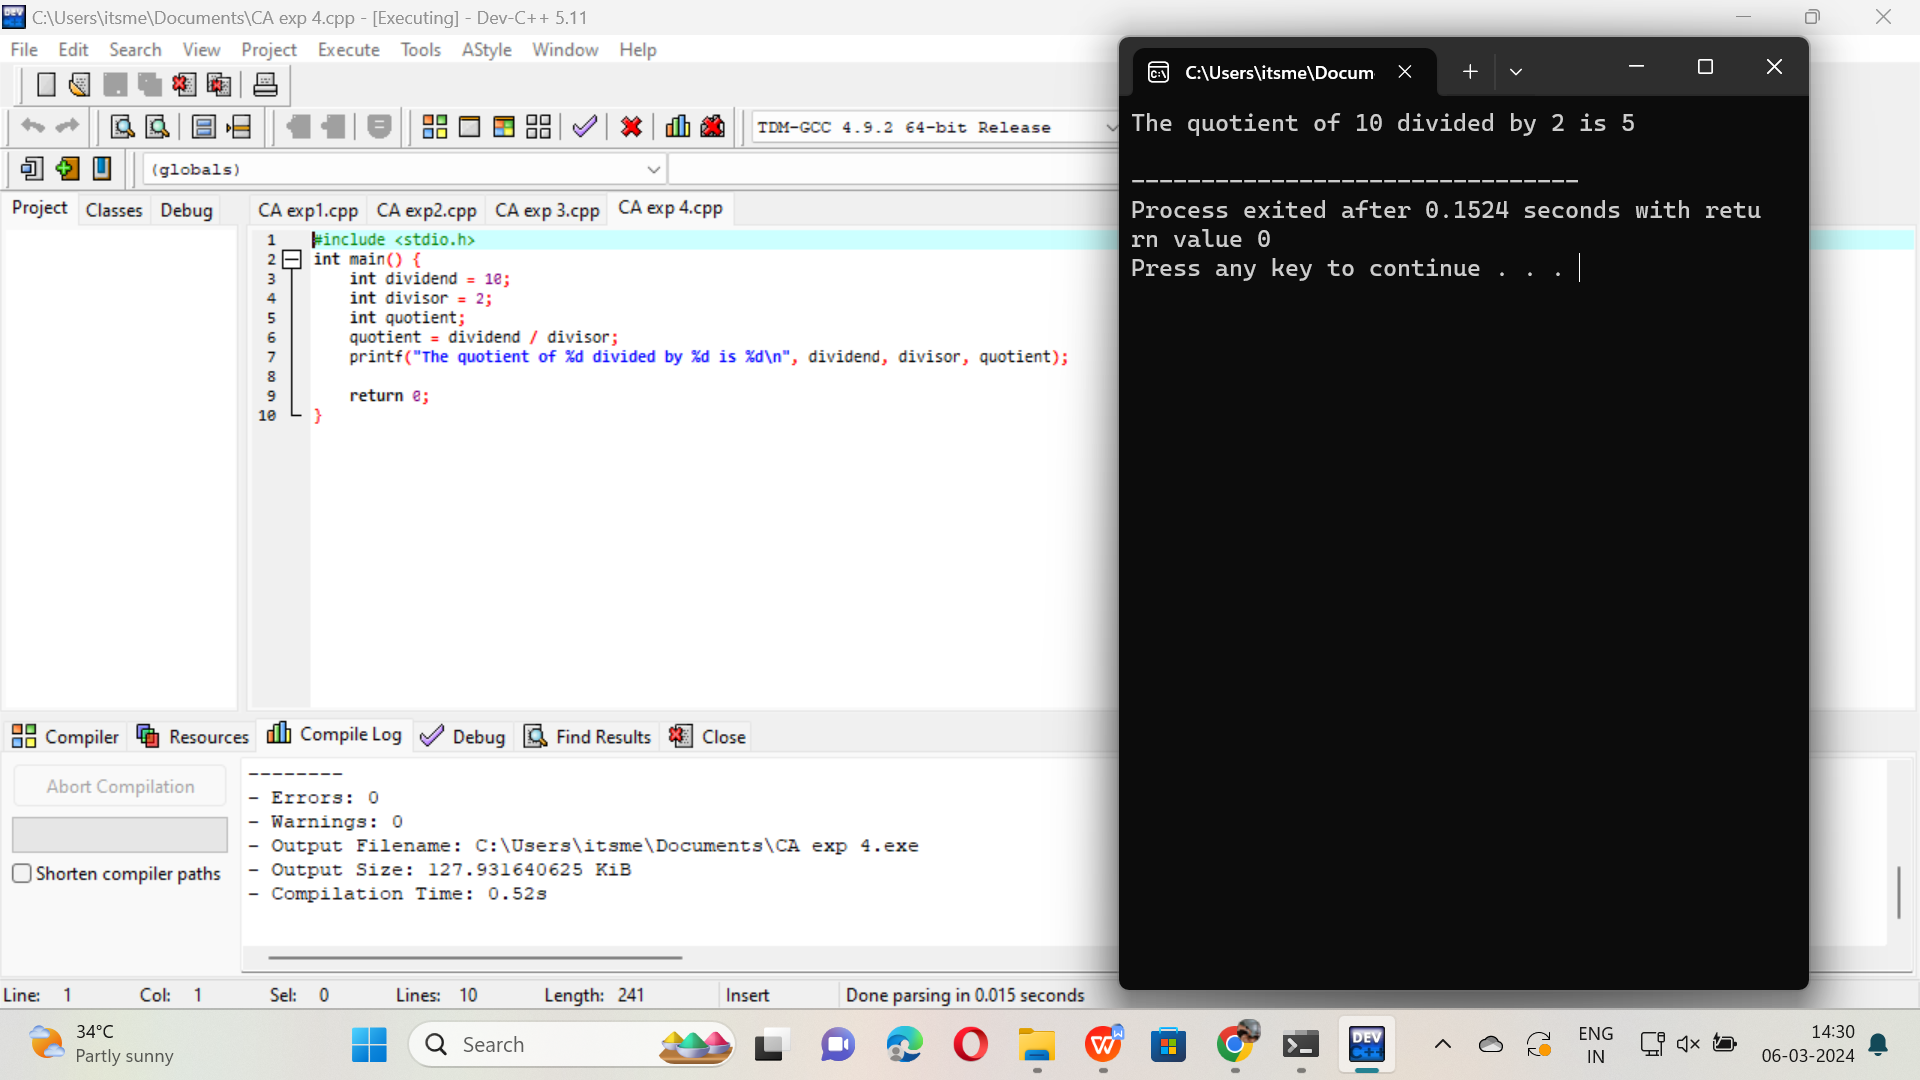 C:\Users\itsme\Documents\CA exp 4.cpp - [Executing] - Dev-C++ 5.11
File Edit Search View Project Execute Tools AStyle Window Help
TDM-GCC 4.9.2 64-bit Release
(globals)
Project Classes Debug
CA exp1.cpp CA exp2.cpp CA exp 3.cpp CA exp 4.cpp
1 #include <stdio.h>
2 int main() {
3 int dividend = 10;
4 int divisor = 2;
5 int quotient;
6 quotient = dividend / divisor;
7 printf("The quotient of %d divided by %d is %d\n", dividend, divisor, quotient);
8
9 return 0;
10 }
C:\Users\itsme\Docum
The quotient of 10 divided by 2 is 5
--------------------------------
Process exited after 0.1524 seconds with retu
rn value 0
Press any key to continue . . .
Compiler Resources Compile Log Debug Find Results Close
Abort Compilation
Shorten compiler paths
--------
- Errors: 0
- Warnings: 0
- Output Filename: C:\Users\itsme\Documents\CA exp 4.exe
- Output Size: 127.931640625 KiB
- Compilation Time: 0.52s
Line: 1 Col: 1 Sel: 0 Lines: 10 Length: 241 Insert Done parsing in 0.015 seconds
34°C
Partly sunny
Search
DEV
C++
ENG
IN
14:30
06-03-2024